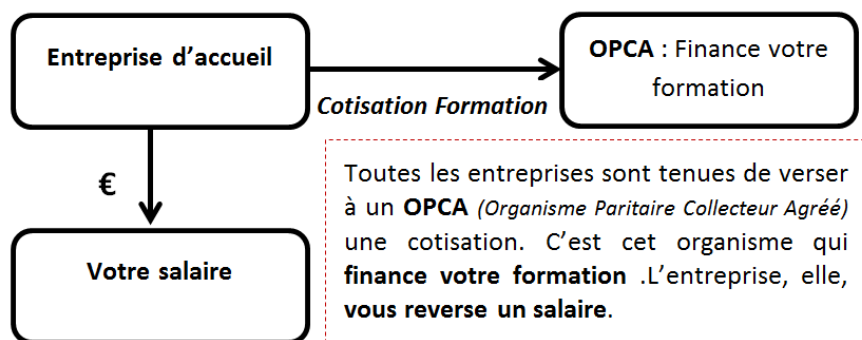 Entreprise d'accueil
OPCA : Finance votre
formation
Cotisation Formation
€
Votre salaire
Toutes les entreprises sont tenues de verser
à un OPCA (Organisme Paritaire Collecteur Agréé)
une cotisation. C'est cet organisme qui
finance votre formation .L'entreprise, elle,
vous reverse un salaire.